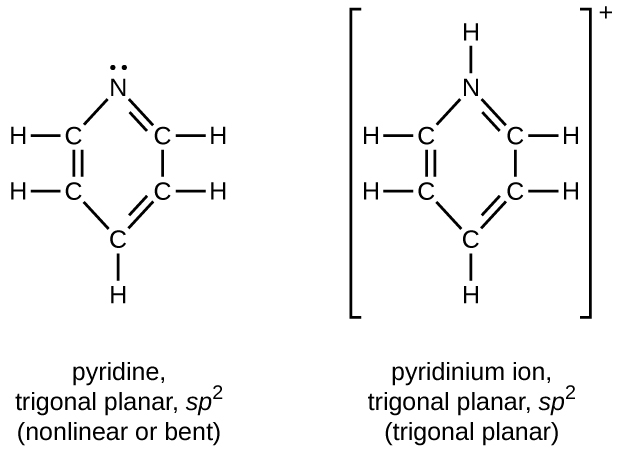 H
+
N
N
H C C H
H C C H
H C C H
H C C H
C
C
H
H
pyridine,
trigonal planar, sp²
(nonlinear or bent)
pyridinium ion,
trigonal planar, sp²
(trigonal planar)